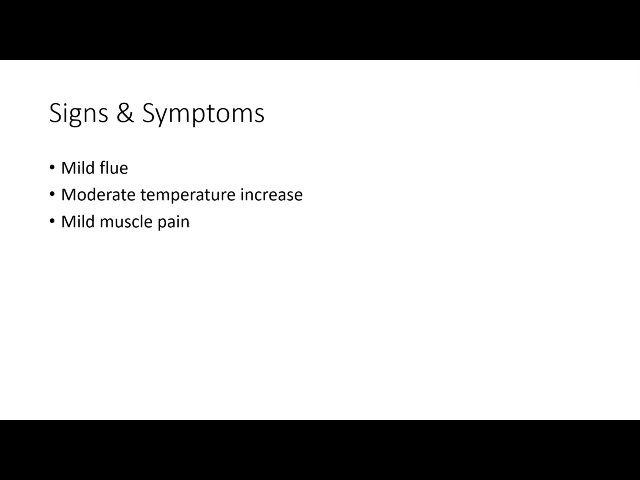 Signs & Symptoms
• Mild flue
• Moderate temperature increase
• Mild muscle pain